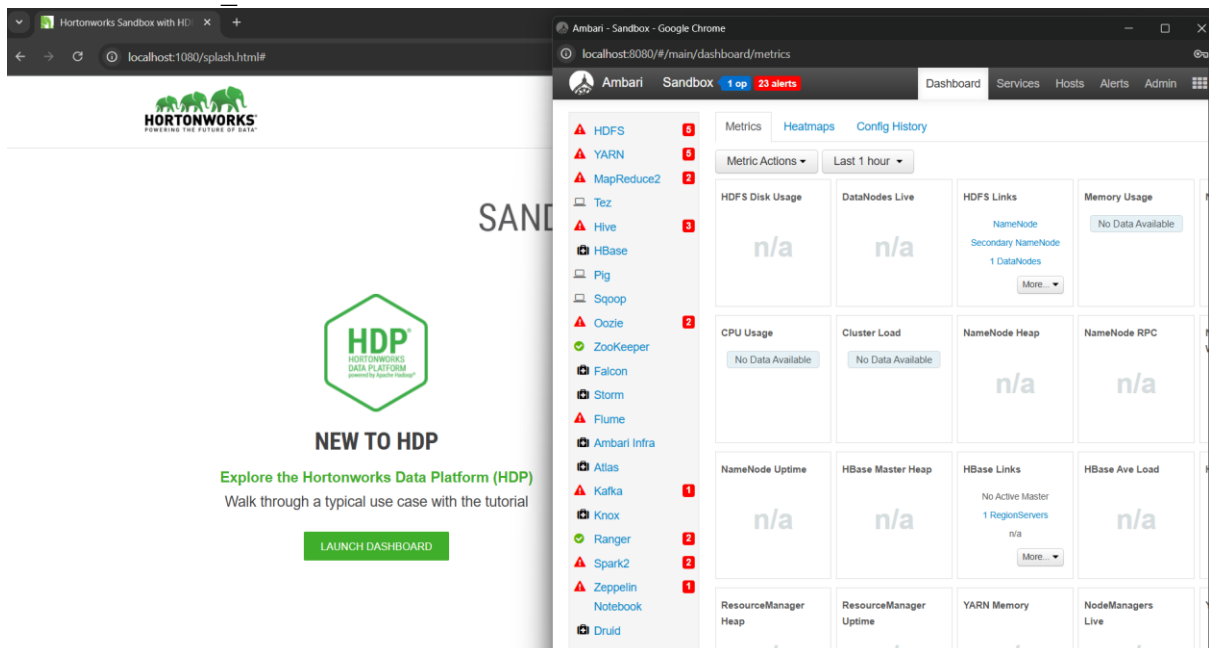 Hortonworks Sandbox with HD
localhost:1080/splash.html#
HORTONWORKS
POWERING THE FUTURE OF DATA
SAND
HDP
HORTONWORKS
DATA PLATFORM
powered by Apache Hadoop
NEW TO HDP
Explore the Hortonworks Data Platform (HDP)
Walk through a typical use case with the tutorial
LAUNCH DASHBOARD
Ambari - Sandbox - Google Chrome
localhost:8080/#/main/dashboard/metrics
Ambari Sandbox 1 op 23 alerts Dashboard Services Hosts Alerts Admin
HDFS 5
YARN 5
MapReduce2 2
Tez
Hive 3
HBase
Pig
Sqoop
Oozie 2
ZooKeeper
Falcon
Storm
Flume
Ambari Infra
Atlas
Kafka 1
Knox
Ranger 2
Spark2 2
Zeppelin 1
Notebook
Druid
Metrics Heatmaps Config History
Metric Actions Last 1 hour
HDFS Disk Usage
n/a
DataNodes Live
n/a
HDFS Links
NameNode
Secondary NameNode
1 DataNodes
More...
Memory Usage
No Data Available
CPU Usage
No Data Available
Cluster Load
No Data Available
NameNode Heap
n/a
NameNode RPC
n/a
NameNode Uptime
n/a
HBase Master Heap
n/a
HBase Links
No Active Master
1 RegionServers
n/a
More...
HBase Ave Load
n/a
ResourceManager
Heap
ResourceManager
Uptime
YARN Memory
NodeManagers
Live